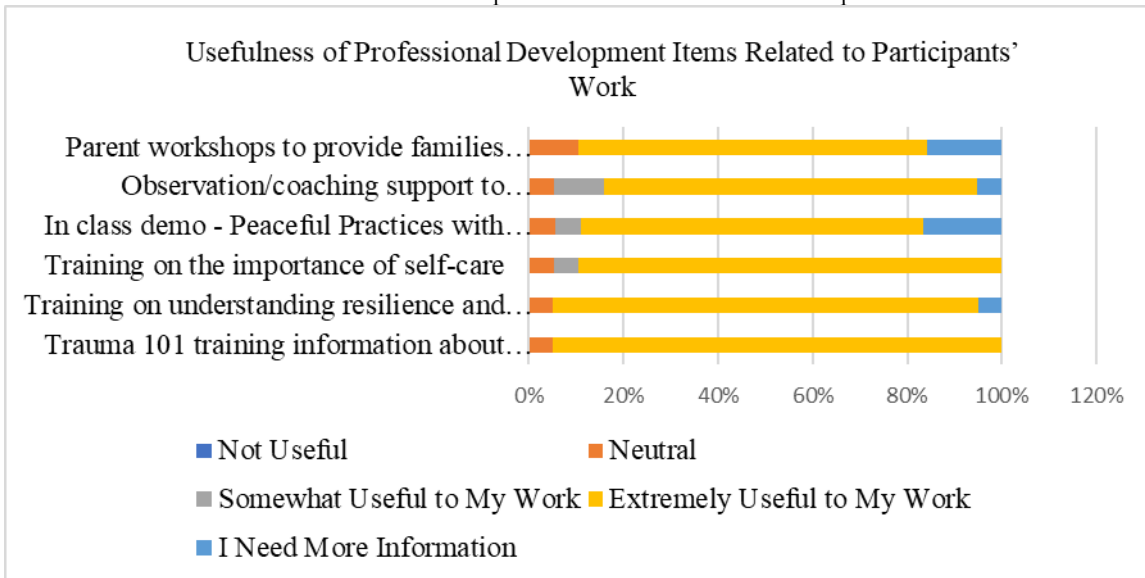 Usefulness of Professional Development Items Related to Participants'
Work
Parent workshops to provide families…
Observation/coaching support to…
In class demo - Peaceful Practices with…
Training on the importance of self-care
Training on understanding resilience and…
Trauma 101 training information about…
0% 20% 40% 60% 80% 100% 120%
Not Useful Neutral
Somewhat Useful to My Work Extremely Useful to My Work
I Need More Information